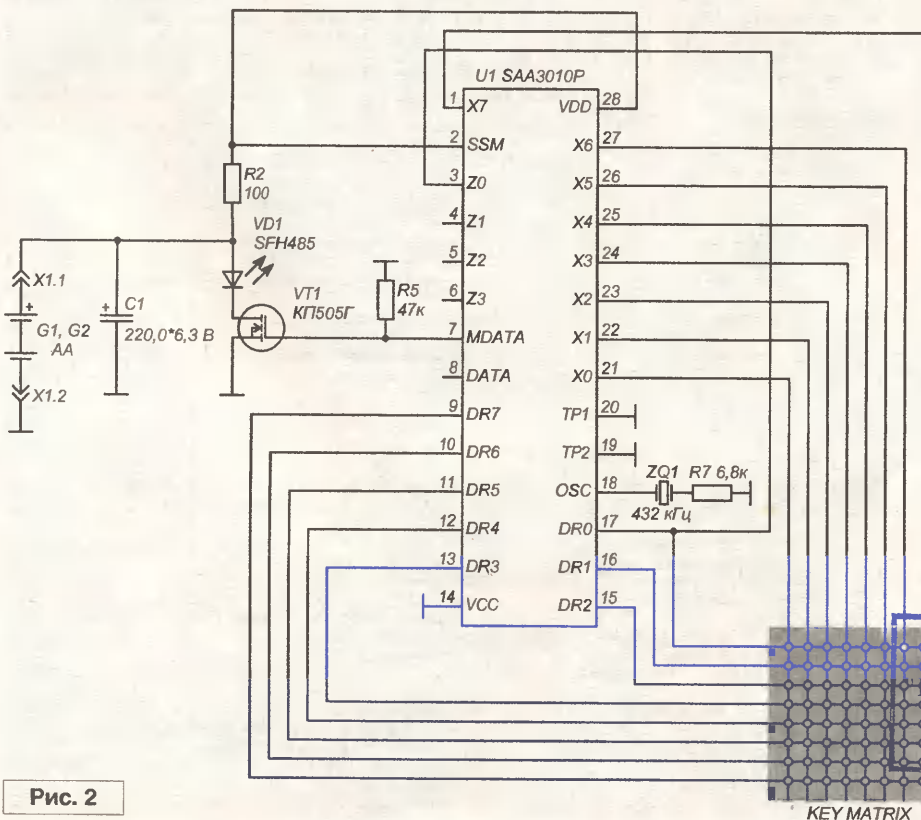 U1 SAA3010P
1 X7 VDD 28
2 SSM X6 27
3 Z0 X5 26
4 Z1 X4 25
5 Z2 X3 24
6 Z3 X2 23
7 MDATA X1 22
8 DATA X0 21
9 DR7 TP1 20
10 DR6 TP2 19
11 DR5 OSC 18
12 DR4 DR0 17
13 DR3 DR1 16
14 VCC DR2 15
R2
100
VD1
SFH485
X1.1
+
G1, G2
AA
X1.2
+ C1
220,0*6,3 В
VT1
КП505Г
R5
47к
ZQ1
432 кГц
R7 6,8к
KEY MATRIX
Рис. 2